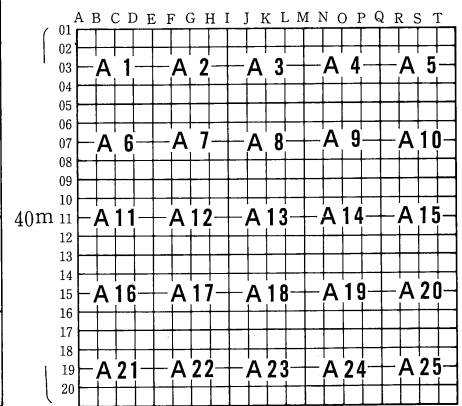 A B C D E F G H I J K L M N O P Q R S T
01
02
03 A 1 A 2 A 3 A 4 A 5
04
05
06
07 A 6 A 7 A 8 A 9 A 10
08
09
10
40m 11 A 11 A 12 A 13 A 14 A 15
12
13
14
15 A 16 A 17 A 18 A 19 A 20
16
17
18
19 A 21 A 22 A 23 A 24 A 25
20